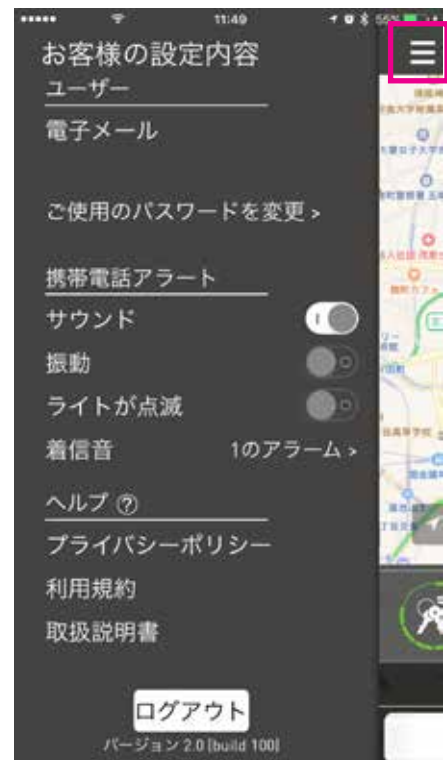 11:49
お客様の設定内容
ユーザー
電子メール
ご使用のパスワードを変更 >
携帯電話アラート
サウンド
振動
ライトが点滅
着信音 1のアラーム >
ヘルプ ?
プライバシーポリシー
利用規約
取扱説明書
ログアウト
バージョン 2.0 [build 100]